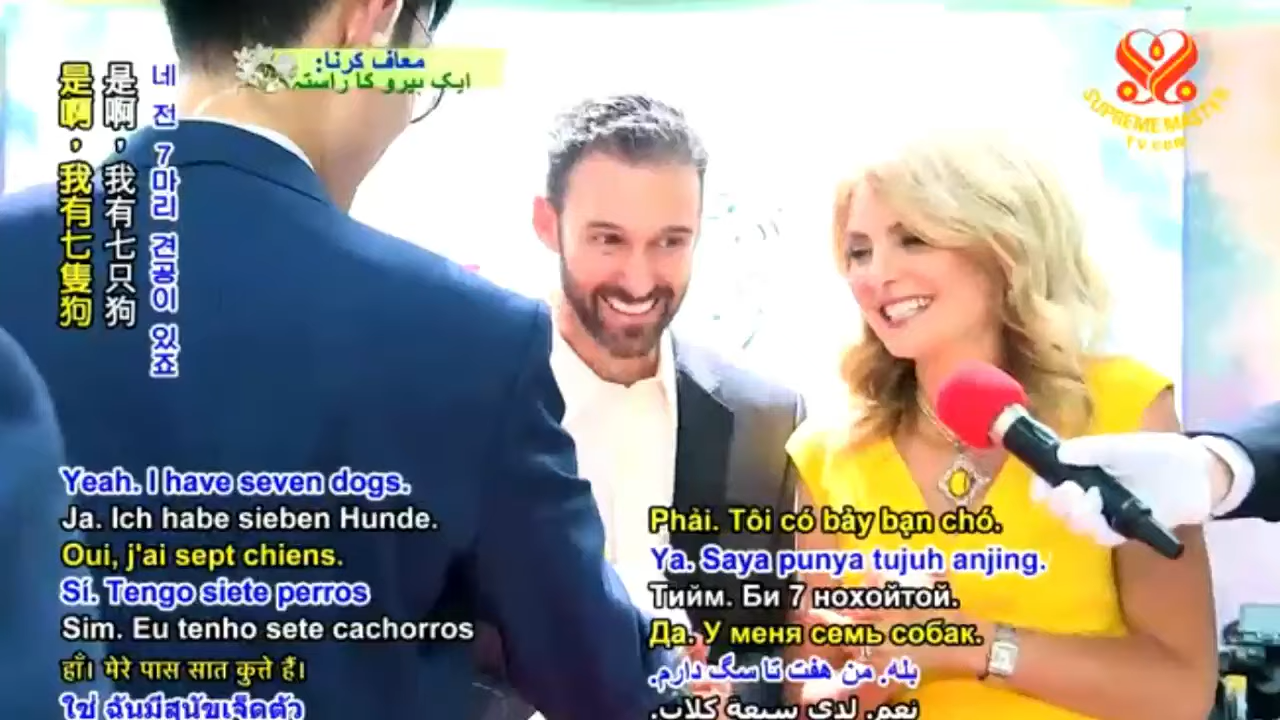 معاف کرنا:
ایک ہیرو کا راستہ
SUPREME MASTER
TV.com
네 전 7마리 견공이 있죠
是啊，我有七只狗
是啊，我有七隻狗
Yeah. I have seven dogs.
Ja. Ich habe sieben Hunde.
Oui, j'ai sept chiens.
Sí. Tengo siete perros
Sim. Eu tenho sete cachorros
हाँ। मेरे पास सात कुत्ते हैं।
ใช่ ฉันมีสุนัขเจ็ดตัว
Phải. Tôi có bảy bạn chó.
Ya. Saya punya tujuh anjing.
Тийм. Би 7 нохойтой.
Да. У меня семь собак.
بله. من هفت تا سگ دارم.
نعم. لدي سبعة كلاب.